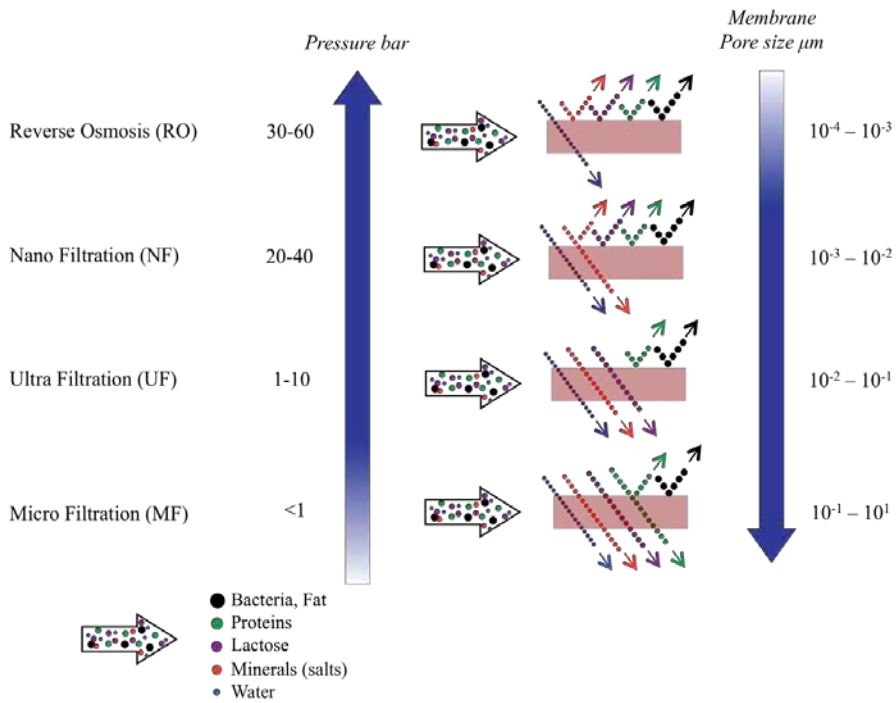 Pressure bar
Membrane
Pore size μm
Reverse Osmosis (RO) 30-60 10⁻⁴ – 10⁻³
Nano Filtration (NF) 20-40 10⁻³ – 10⁻²
Ultra Filtration (UF) 1-10 10⁻² – 10⁻¹
Micro Filtration (MF) <1 10⁻¹ – 10¹
Bacteria, Fat
Proteins
Lactose
Minerals (salts)
Water